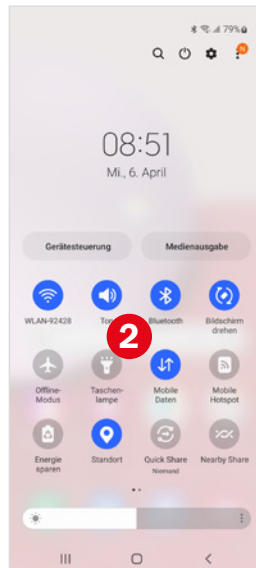 79%
N
08:51
Mi., 6. April
Gerätesteuerung Medienausgabe
WLAN-92428 Ton Bluetooth Bildschirm
drehen
2
Offline-
Modus Taschen-
lampe Mobile
Daten Mobile
Hotspot
Energie
sparen Standort Quick Share
Niemand Nearby Share